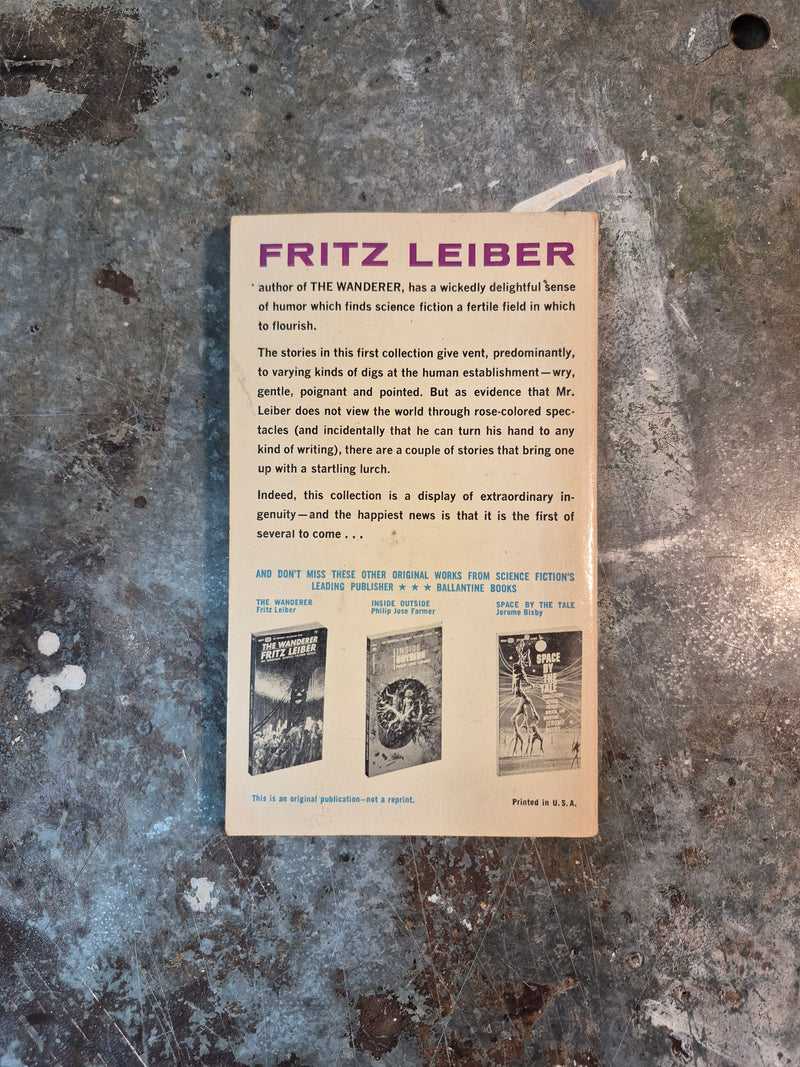 FRITZ LEIBER
author of THE WANDERER, has a wickedly delightful sense
of humor which finds science fiction a fertile field in which
to flourish.
The stories in this first collection give vent, predominantly,
to varying kinds of digs at the human establishment—wry,
gentle, poignant and pointed. But as evidence that Mr.
Leiber does not view the world through rose-colored spec-
tacles (and incidentally that he can turn his hand to any
kind of writing), there are a couple of stories that bring one
up with a startling lurch.
Indeed, this collection is a display of extraordinary in-
genuity—and the happiest news is that it is the first of
several to come . . .
AND DON'T MISS THESE OTHER ORIGINAL WORKS FROM SCIENCE FICTION'S
LEADING PUBLISHER ★ ★ ★ BALLANTINE BOOKS
THE WANDERER
Fritz Leiber
INSIDE OUTSIDE
Philip Jose Farmer
SPACE BY THE TALE
Jerome Bixby
THE WANDERER
FRITZ LEIBER
INSIDE
OUTSIDE
SPACE
BY
THE
TALE
JEROME
This is an original publication—not a reprint.
Printed in U.S.A.